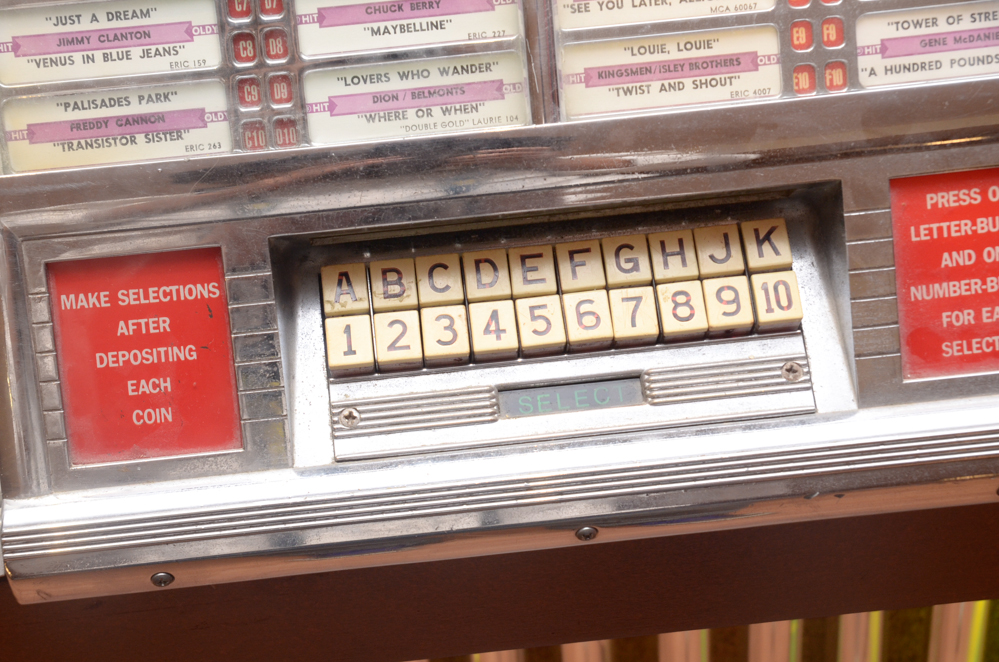 "JUST A DREAM"
HIT JIMMY CLANTON OLDY
"VENUS IN BLUE JEANS"
ERIC 159
"PALISADES PARK"
HIT FREDDY CANNON OLDY
"TRANSISTOR SISTER"
ERIC 263
C7 D7
C8 D8
C9 D9
C10 D10
HIT CHUCK BERRY
"MAYBELLINE"
ERIC 227
"LOVERS WHO WANDER"
HIT DION / BELMONTS OLD
"WHERE OR WHEN"
"DOUBLE GOLD" LAURIE 104
"SEE YOU LATER,
MCA 60067
"LOUIE, LOUIE"
HIT KINGSMEN/ISLEY BROTHERS OLDY
"TWIST AND SHOUT"
ERIC 4007
E9 F9
E10 F10
"TOWER OF STRE
HIT GENE McDANIE
"A HUNDRED POUNDS
MAKE SELECTIONS
AFTER
DEPOSITING
EACH
COIN
A B C D E F G H J K
1 2 3 4 5 6 7 8 9 10
SELECT
PRESS O
LETTER-BU
AND ON
NUMBER-B
FOR EA
SELECT